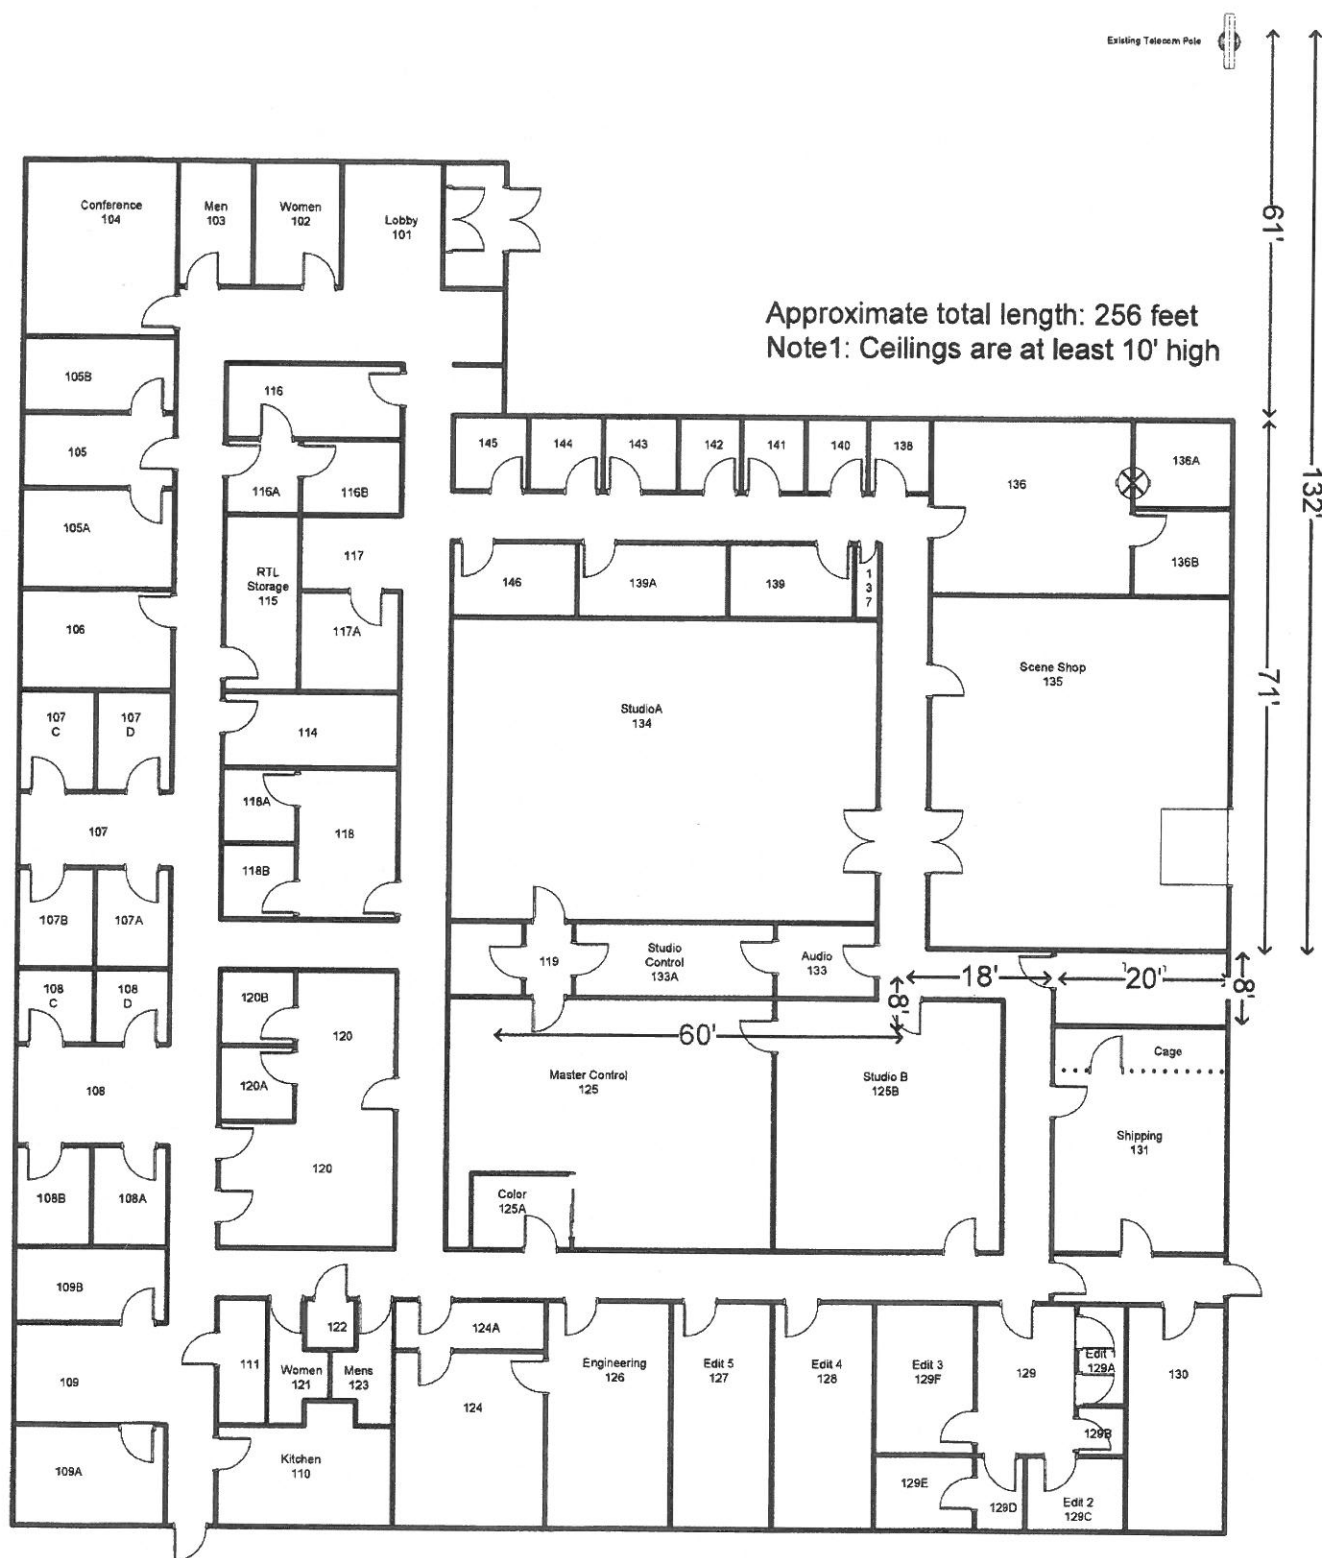 Existing Telecom Pole
61'
132'
Conference
104
Men
103
Women
102
Lobby
101
Approximate total length: 256 feet
Note1: Ceilings are at least 10' high
105B
116
105
116A
116B
145
144
143
142
141
140
138
136
136A
136B
105A
RTL
Storage
115
117
146
139A
139
1
3
7
106
117A
Scene Shop
135
71'
107
C
107
D
114
StudioA
134
107
118A
118
118B
107B
107A
119
Studio
Control
133A
Audio
133
18'
20'
8'
8'
108
C
108
D
120B
120
60'
Cage
120A
Master Control
125
Studio B
125B
108
Shipping
131
120
108B
108A
Color
125A
109B
122
124A
111
Women
121
Mens
123
Engineering
126
Edit 5
127
Edit 4
128
Edit 3
129F
129
Edit 1
129A
130
109
124
129B
109A
Kitchen
110
129E
129D
Edit 2
129C